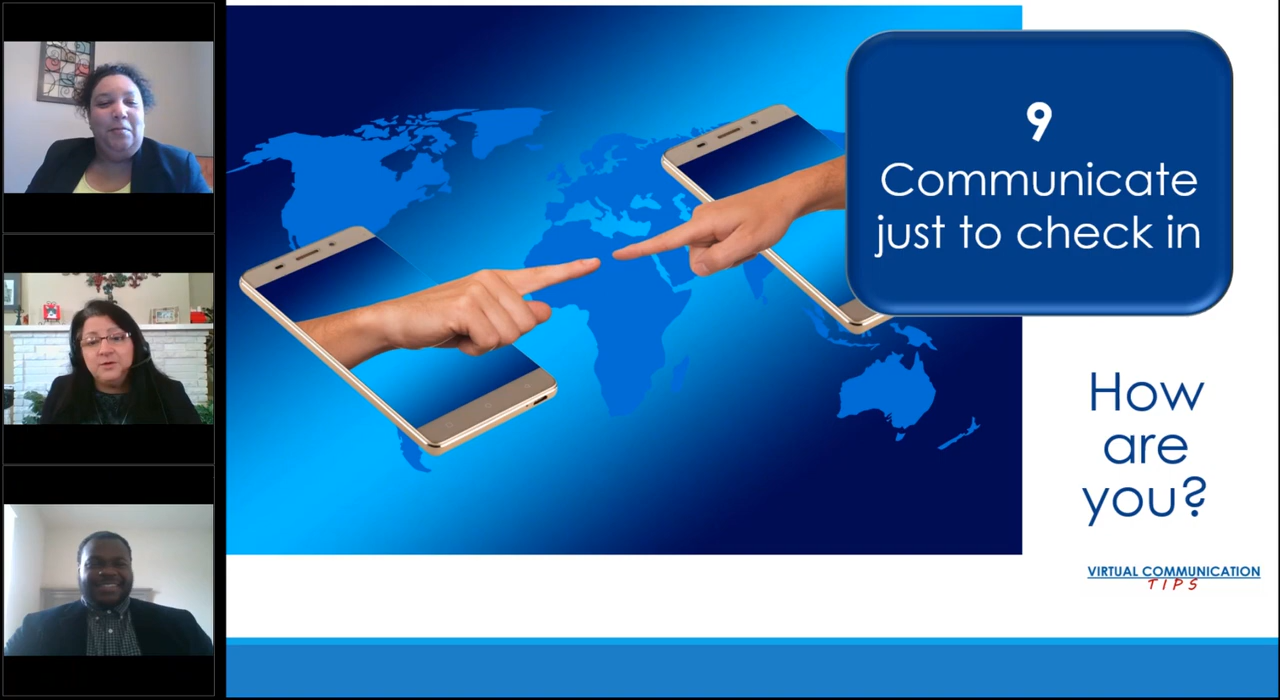 9
Communicate
just to check in
How
are
you?
VIRTUAL COMMUNICATION
TIPS